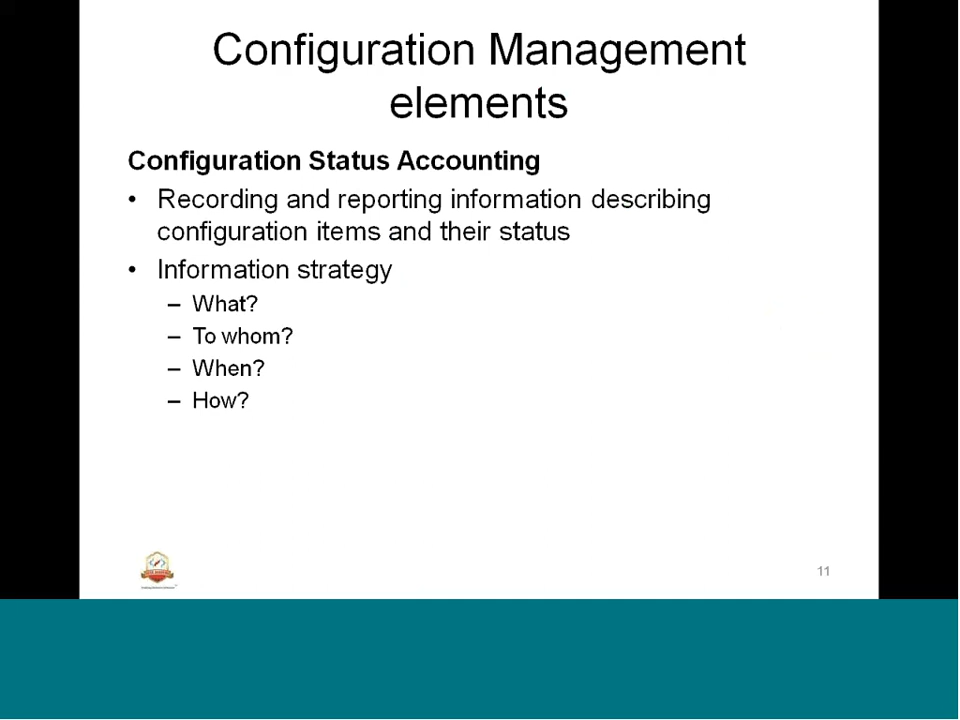 Configuration Management
elements
Configuration Status Accounting
• Recording and reporting information describing
configuration items and their status
• Information strategy
– What?
– To whom?
– When?
– How?
11